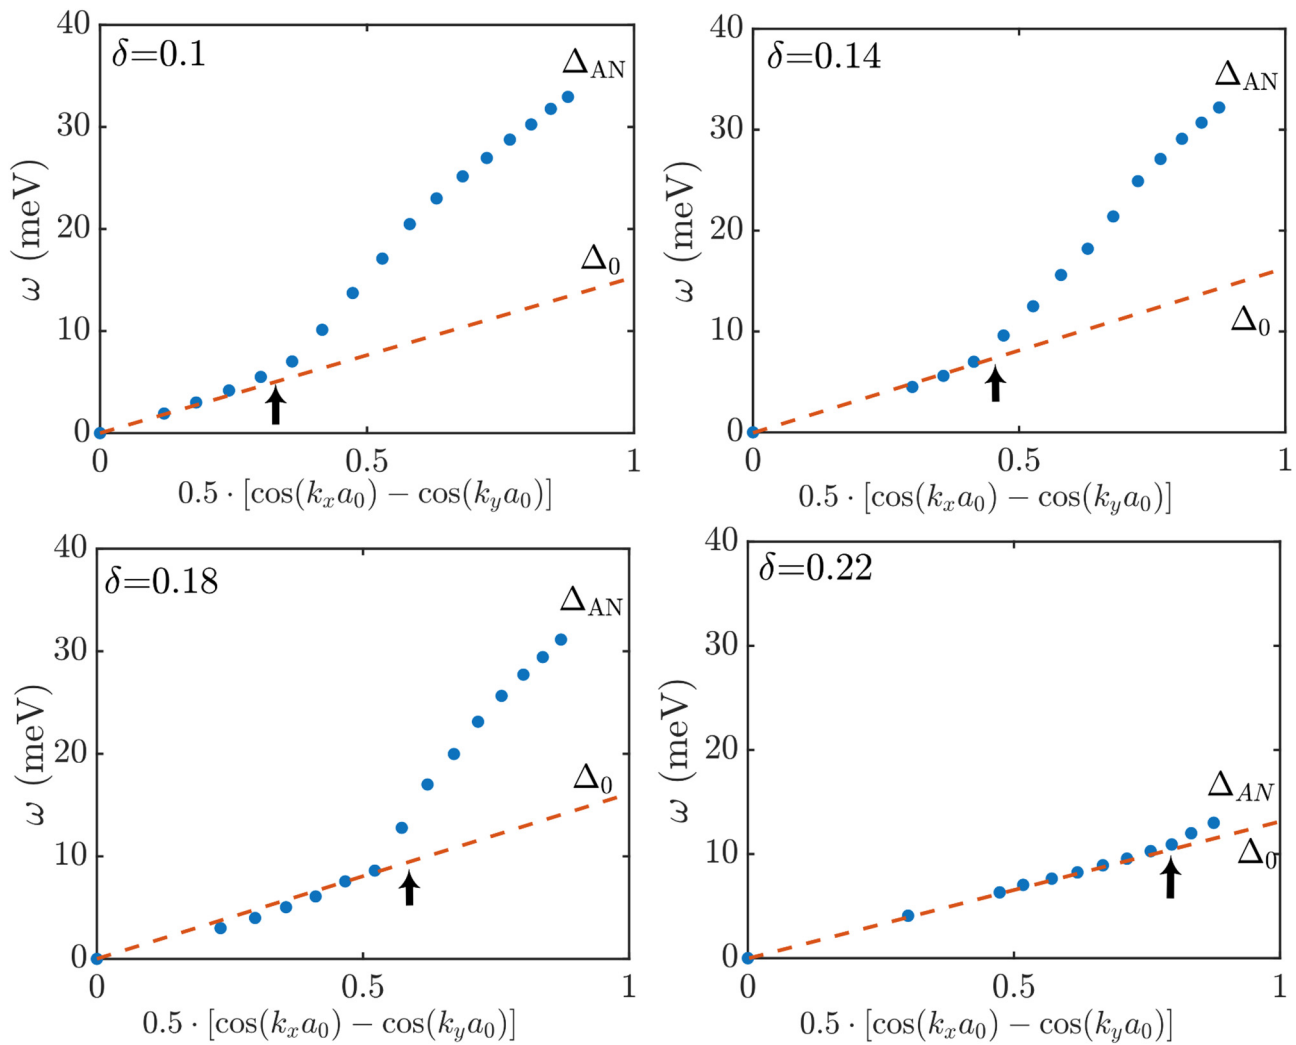 δ=0.1
Δ_AN
Δ_0
ω (meV)
40
30
20
10
0
0 0.5 1
0.5 · [cos(k_x a_0) − cos(k_y a_0)]
δ=0.14
Δ_AN
Δ_0
ω (meV)
40
30
20
10
0
0 0.5 1
0.5 · [cos(k_x a_0) − cos(k_y a_0)]
δ=0.18
Δ_AN
Δ_0
ω (meV)
40
30
20
10
0
0 0.5 1
0.5 · [cos(k_x a_0) − cos(k_y a_0)]
δ=0.22
Δ_AN
Δ_0
ω (meV)
40
30
20
10
0
0 0.5 1
0.5 · [cos(k_x a_0) − cos(k_y a_0)]